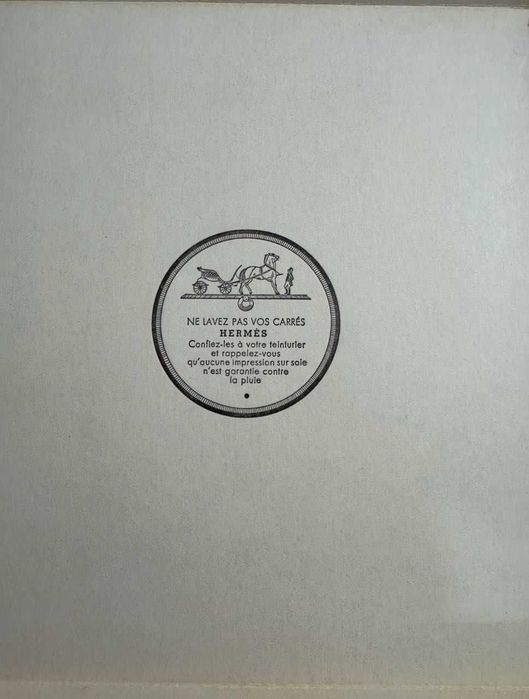 NE LAVEZ PAS VOS CARRÉS
HERMÈS
Confiez-les à votre teinturier
et rappelez-vous
qu'aucune impression sur soie
n'est garantie contre
la pluie